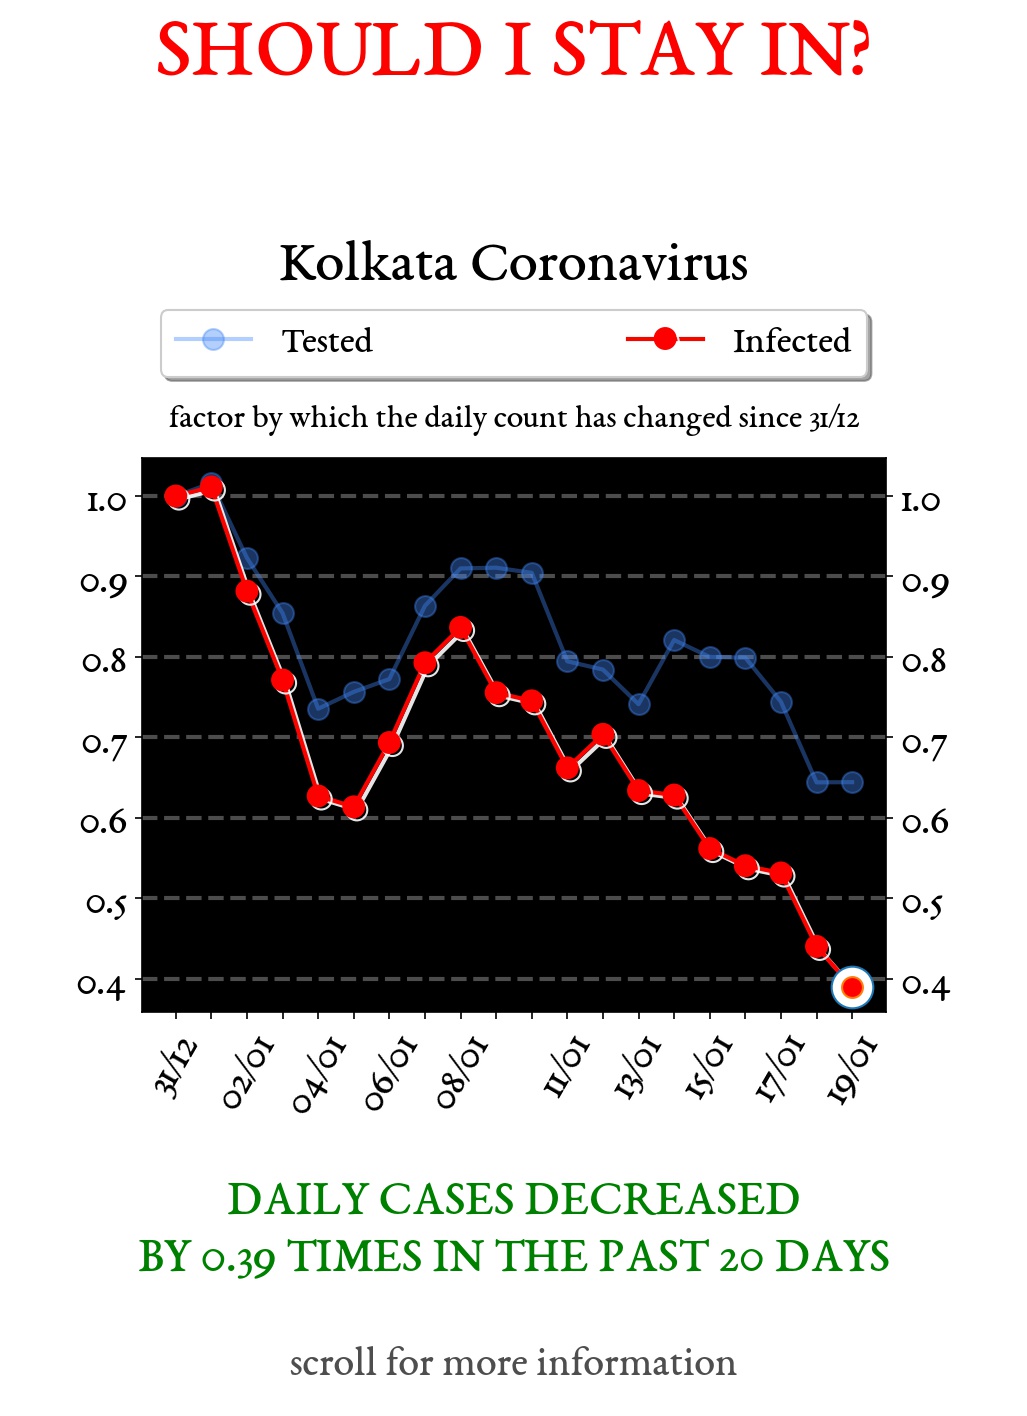 SHOULD I STAY IN?
Kolkata Coronavirus
Tested Infected
factor by which the daily count has changed since 31/12
1.0 1.0
0.9 0.9
0.8 0.8
0.7 0.7
0.6 0.6
0.5 0.5
0.4 0.4
31/12 02/01 04/01 06/01 08/01 11/01 13/01 15/01 17/01 19/01
DAILY CASES DECREASED
BY 0.39 TIMES IN THE PAST 20 DAYS
scroll for more information